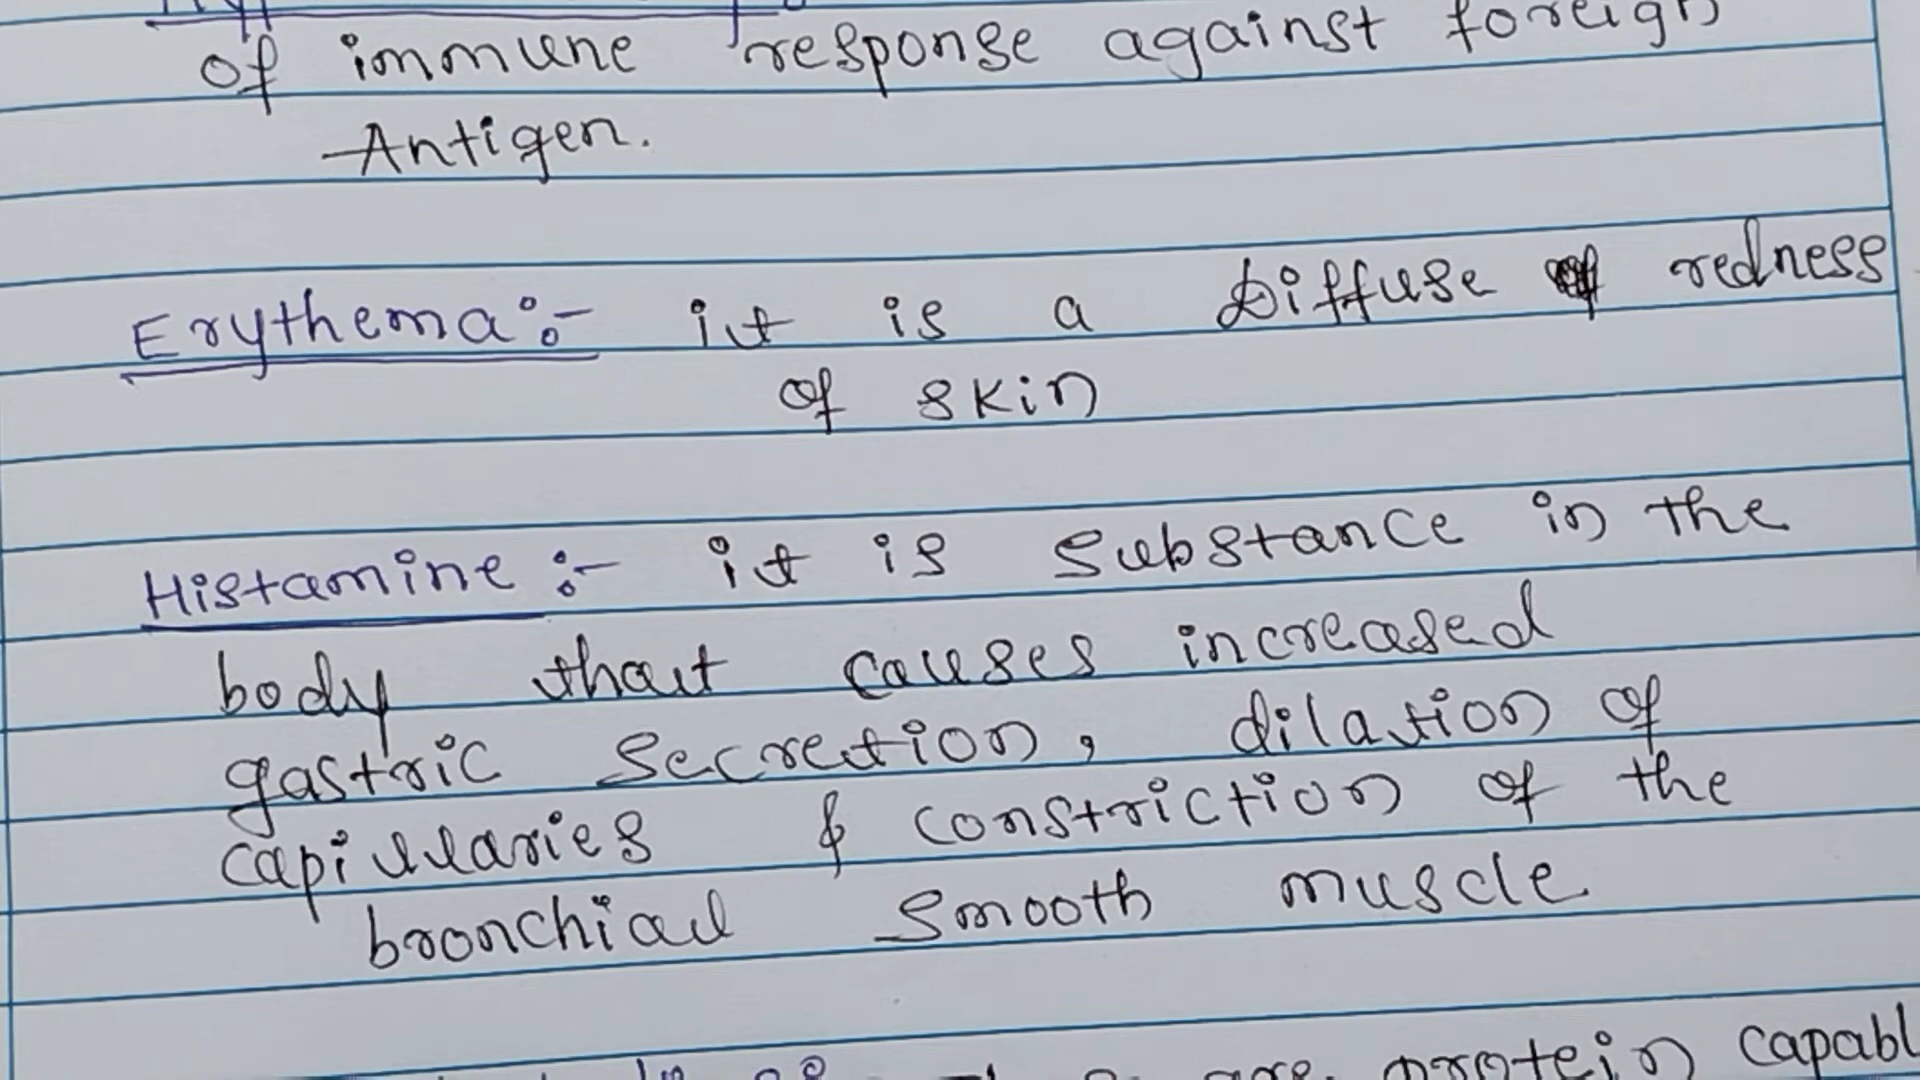 of immune response against foreign
Antigen.
Erythema:- it is a Diffuse redness
of skin
Histamine:- it is substance in the
body that causes increased
gastric secretion, dilation of
capillaries & constriction of the
bronchial smooth muscle
are protein capabl